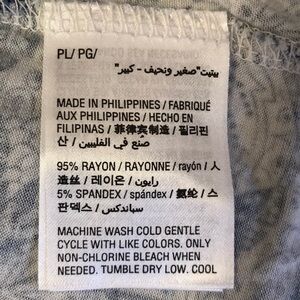 PL/ PG/
بيتيت"صغير ونحيف - كبير"
MADE IN PHILIPPINES / FABRIQUÉ
AUX PHILIPPINES / HECHO EN
FILIPINAS / 菲律宾制造 / 필리핀
산 / صنع في الفلبيين
95% RAYON / RAYONNE / rayón / 人
造丝 / 레이온 / رايون
5% SPANDEX / spándex / 氨纶 / 스
판덱스 / سباندكس
MACHINE WASH COLD GENTLE
CYCLE WITH LIKE COLORS. ONLY
NON-CHLORINE BLEACH WHEN
NEEDED. TUMBLE DRY LOW. COOL